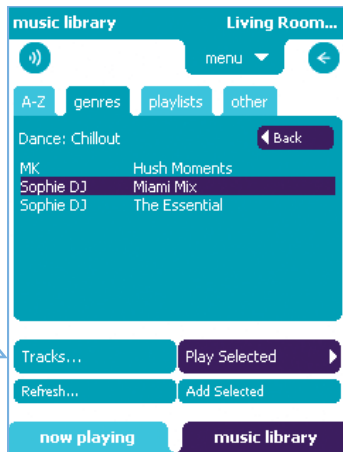 music library Living Room...
menu
A-Z genres playlists other
Dance: Chillout Back
MK Hush Moments
Sophie DJ Miami Mix
Sophie DJ The Essential
Tracks... Play Selected
Refresh... Add Selected
now playing music library